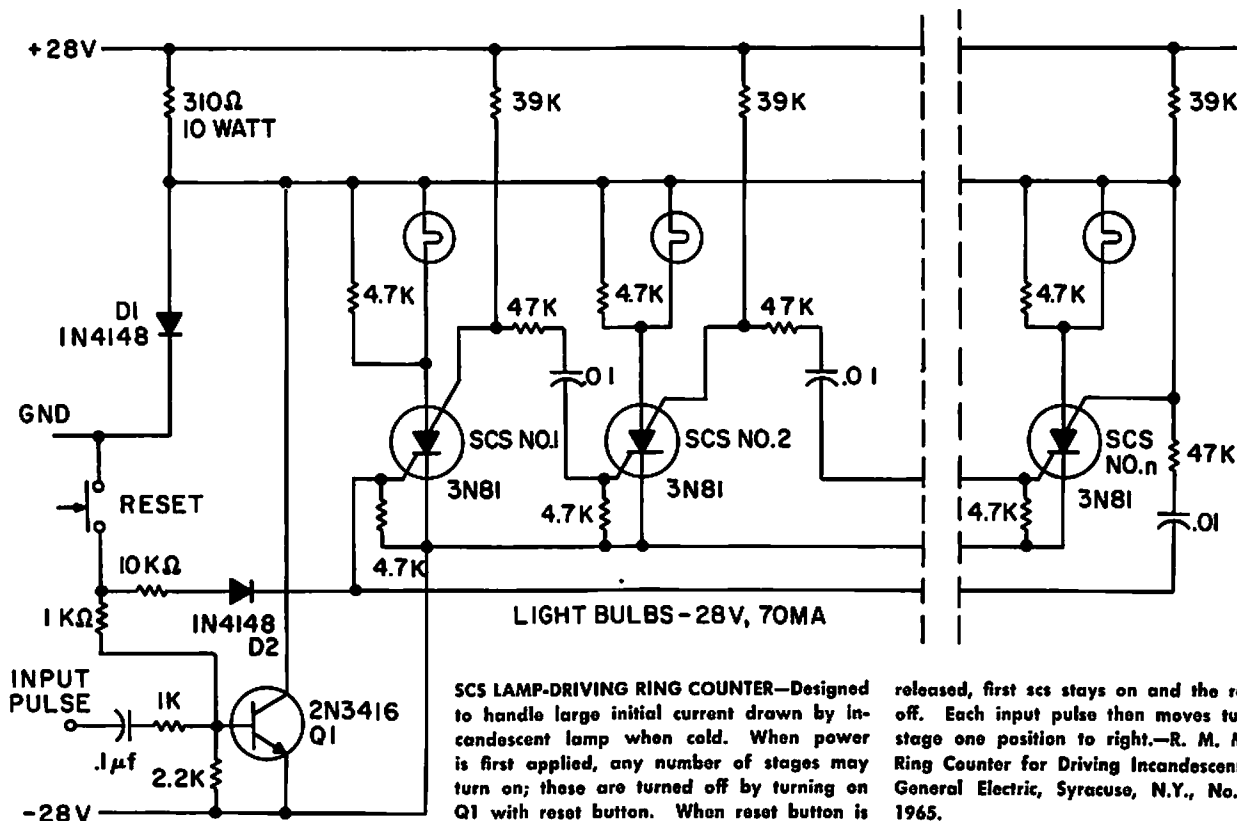 +28V
310Ω
10 WATT
39K
39K
39K
4.7K
4.7K
4.7K
D1
1N4148
47K
47K
.01
.01
GND
SCS NO.1
3N81
SCS NO.2
3N81
SCS
NO.n
3N81
47K
.01
RESET
4.7K
4.7K
4.7K
10KΩ
1KΩ
1N4148
D2
LIGHT BULBS-28V, 70MA
INPUT
PULSE
1K
.1μf
2.2K
2N3416
Q1
-28V
SCS LAMP-DRIVING RING COUNTER—Designed
to handle large initial current drawn by in-
candescent lamp when cold. When power
is first applied, any number of stages may
turn on; these are turned off by turning on
Q1 with reset button. When reset button is
released, first scs stays on and the
off. Each input pulse then moves
stage one position to right.—R. M.
Ring Counter for Driving
General Electric, Syracuse, N.Y., No.
1965.